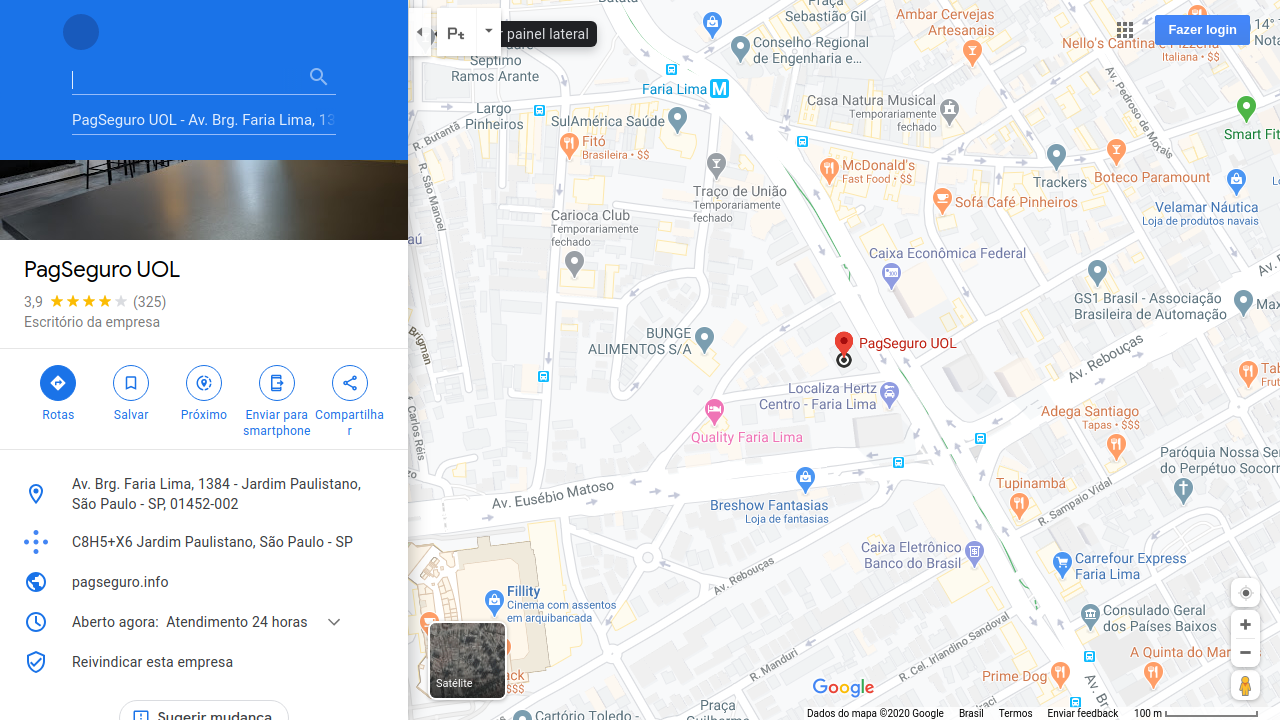 PagSeguro UOL - Av. Brg. Faria Lima, 13
PagSeguro UOL
3,9
(325)
Escritório da empresa
Rotas
Salvar
Próximo
Enviar para
smartphone
Compartilha
r
Av. Brg. Faria Lima, 1384 - Jardim Paulistano,
São Paulo - SP, 01452-002
C8H5+X6 Jardim Paulistano, São Paulo - SP
pagseguro.info
Aberto agora: Atendimento 24 horas
Reivindicar esta empresa
Sugerir mudança
painel lateral
Fazer login
Praça
Sebastião Gil
Ambar Cervejas
Artesanais
Nello's Cantina e Pizzeria
Italiana • $$
14°
Conselho Regional
de Engenharia e...
Septimo
Ramos Arante
Faria Lima
M
Largo
Pinheiros
SulAmérica Saúde
Casa Natura Musical
Temporariamente
fechado
Av. Pedroso de Morais
Smart Fit
R. Butantã
Fitó
Brasileira • $$
McDonald's
Fast Food • $$
Trackers
Boteco Paramount
R. São Manoel
Traço de União
Temporariamente
fechado
Sofá Café Pinheiros
Velamar Náutica
Loja de produtos navais
Carioca Club
Temporariamente
fechado
Caixa Econômica Federal
GS1 Brasil - Associação
Brasileira de Automação
BUNGE
ALIMENTOS S/A
PagSeguro UOL
Av. Rebouças
Localiza Hertz
Centro - Faria Lima
Quality Faria Lima
Adega Santiago
Tapas • $$$
Paróquia Nossa Se
do Perpétuo Socorr
Av. Eusébio Matoso
Breshow Fantasias
Loja de fantasias
Tupinambá
R. Sampaio Vidal
Caixa Eletrônico
Banco do Brasil
Av. Rebouças
Carrefour Express
Faria Lima
Fillity
Cinema com assentos
em arquibancada
Consulado Geral
dos Países Baixos
R. Cel. Irlandino Sandoval
R. Manduri
A Quinta do Mar
Prime Dog
Satélite
Google
Praça
Cartório Toledo -
Dados do mapa ©2020 Google
Brasil
Termos
Enviar feedback
100 m